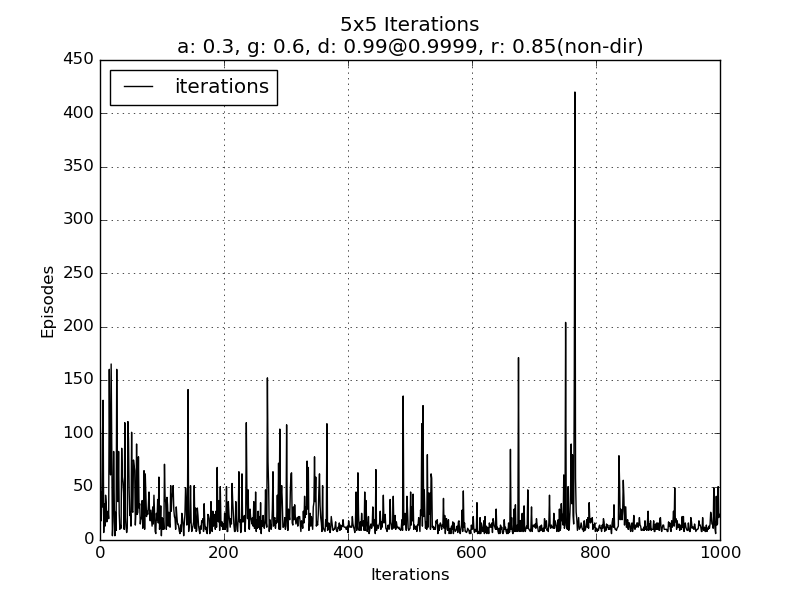 5x5 Iterations
a: 0.3, g: 0.6, d: 0.99@0.9999, r: 0.85(non-dir)
iterations
450
400
350
300
250
200
150
100
50
0
Episodes
0 200 400 600 800 1000
Iterations